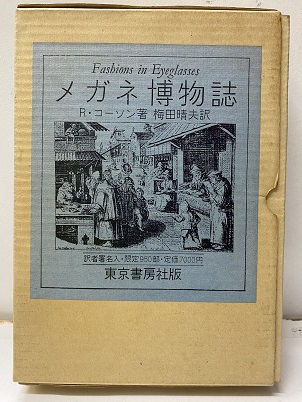 Fashions in Eyeglasses
メガネ博物誌
R・コーソン著 梅田晴夫訳
訳者署名入・限定950部・定価7000円
東京書房社版